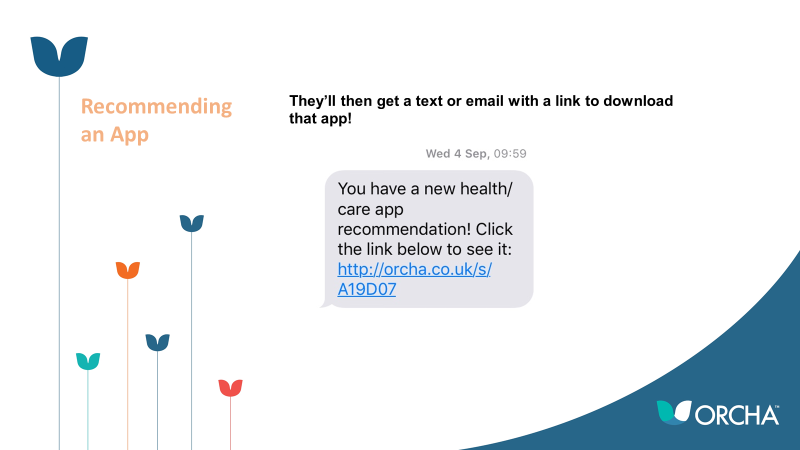 Recommending
an App
They’ll then get a text or email with a link to download
that app!
Wed 4 Sep, 09:59
You have a new health/
care app
recommendation! Click
the link below to see it:
http://orcha.co.uk/s/
A19D07
ORCHA™